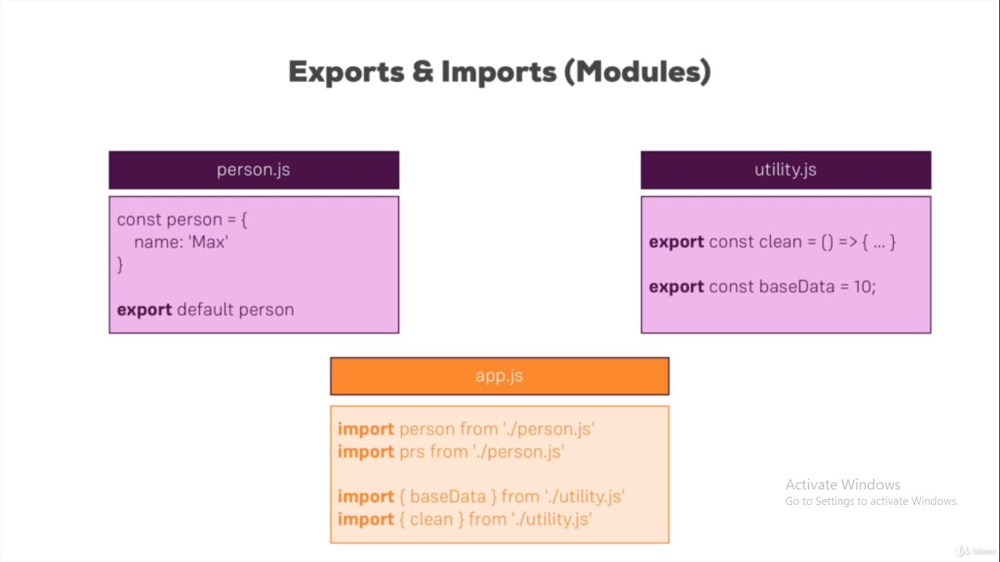 Exports & Imports (Modules)
person.js
const person = {
name: 'Max'
}
export default person
utility.js
export const clean = () => { ... }
export const baseData = 10;
app.js
import person from './person.js'
import prs from './person.js'
import { baseData } from './utility.js'
import { clean } from './utility.js'
Activate Windows
Go to Settings to activate Windows.
Udemy